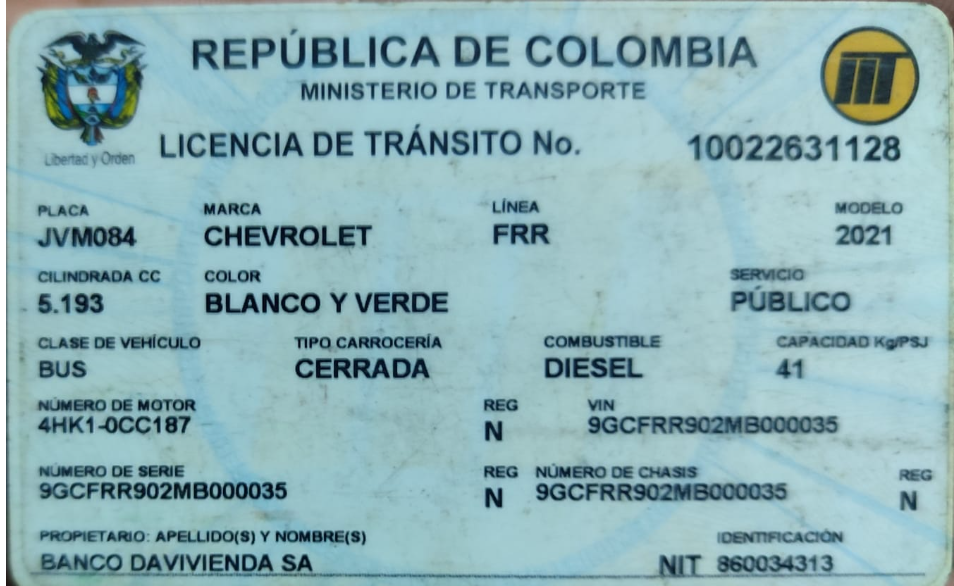 REPÚBLICA DE COLOMBIA
MINISTERIO DE TRANSPORTE
Libertad y Orden
LICENCIA DE TRÁNSITO No. 10022631128
PLACA MARCA LÍNEA MODELO
JVM084 CHEVROLET FRR 2021
CILINDRADA CC COLOR SERVICIO
5.193 BLANCO Y VERDE PÚBLICO
CLASE DE VEHÍCULO TIPO CARROCERÍA COMBUSTIBLE CAPACIDAD Kg/PSJ
BUS CERRADA DIESEL 41
NÚMERO DE MOTOR REG VIN
4HK1-0CC187 N 9GCFRR902MB000035
NÚMERO DE SERIE REG NÚMERO DE CHASIS REG
9GCFRR902MB000035 N 9GCFRR902MB000035 N
PROPIETARIO: APELLIDO(S) Y NOMBRE(S) IDENTIFICACIÓN
BANCO DAVIVIENDA SA NIT 860034313